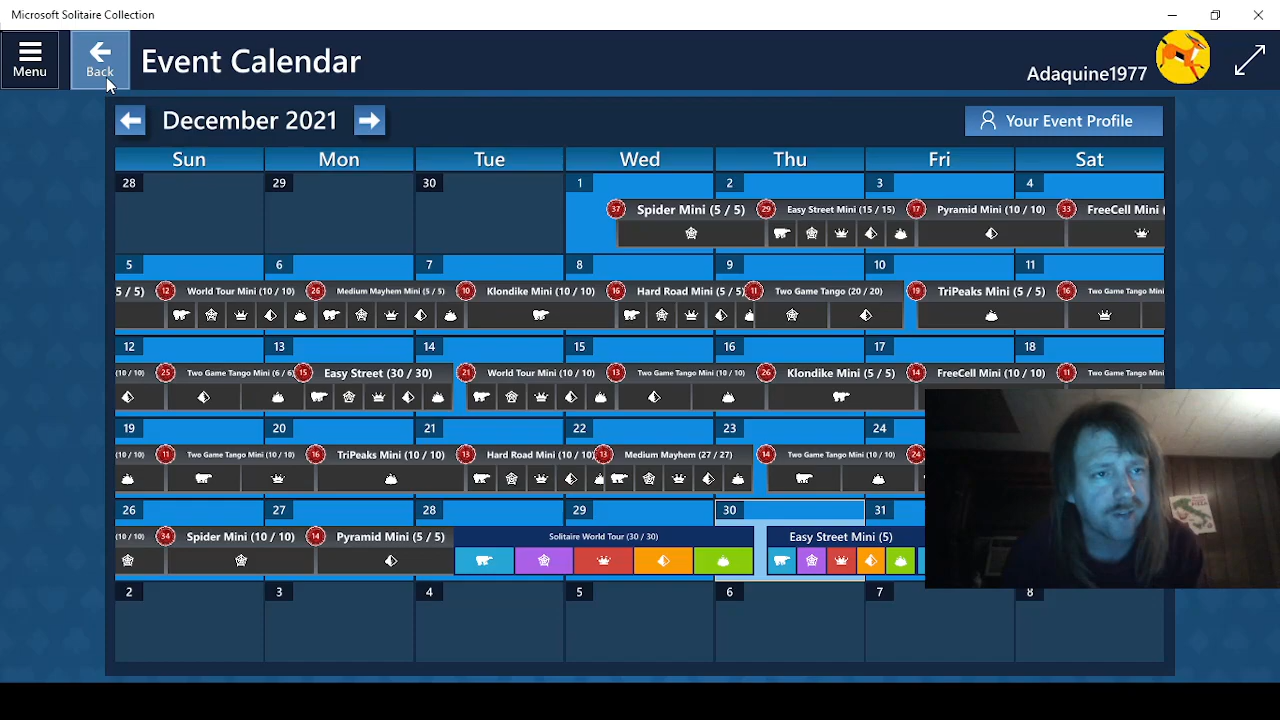 Microsoft Solitaire Collection
Menu
Back
Event Calendar
Adaquine1977
December 2021
Your Event Profile
Sun Mon Tue Wed Thu Fri Sat
28 29 30 1 2 3 4
37 Spider Mini (5 / 5) 29 Easy Street Mini (15 / 15) 17 Pyramid Mini (10 / 10) 33 FreeCell Mini (
5 6 7 8 9 10 11
5 / 5) 12 World Tour Mini (10 / 10) 26 Medium Mayhem Mini (5 / 5) 10 Klondike Mini (10 / 10) 16 Hard Road Mini (5 / 5) 11 Two Game Tango (20 / 20) 19 TriPeaks Mini (5 / 5) 16 Two Game Tango Mini
12 13 14 15 16 17 18
(10 / 10) 25 Two Game Tango Mini (6 / 6) 15 Easy Street (30 / 30) 21 World Tour Mini (10 / 10) 13 Two Game Tango Mini (10 / 10) 26 Klondike Mini (5 / 5) 14 FreeCell Mini (10 / 10) 11 Two Game Tango Mini
19 20 21 22 23 24
(10 / 10) 11 Two Game Tango Mini (10 / 10) 16 TriPeaks Mini (10 / 10) 13 Hard Road Mini (10 / 10) 13 Medium Mayhem (27 / 27) 14 Two Game Tango Mini (10 / 10) 24
26 27 28 29 30 31
(10 / 10) 34 Spider Mini (10 / 10) 14 Pyramid Mini (5 / 5) Solitaire World Tour (30 / 30) Easy Street Mini (5)
2 3 4 5 6 7 8